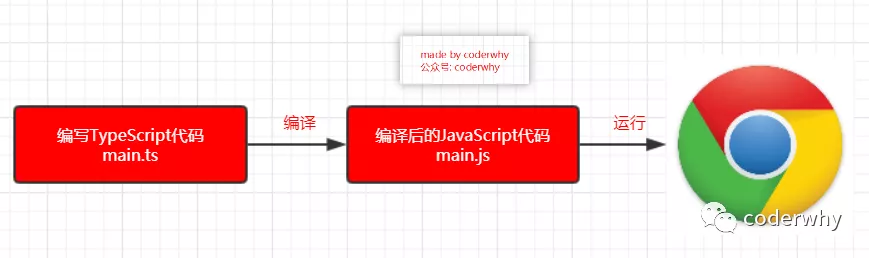 made by coderwhy
公众号: coderwhy
编写TypeScript代码
main.ts
编译
编译后的JavaScript代码
main.js
运行
coderwhy